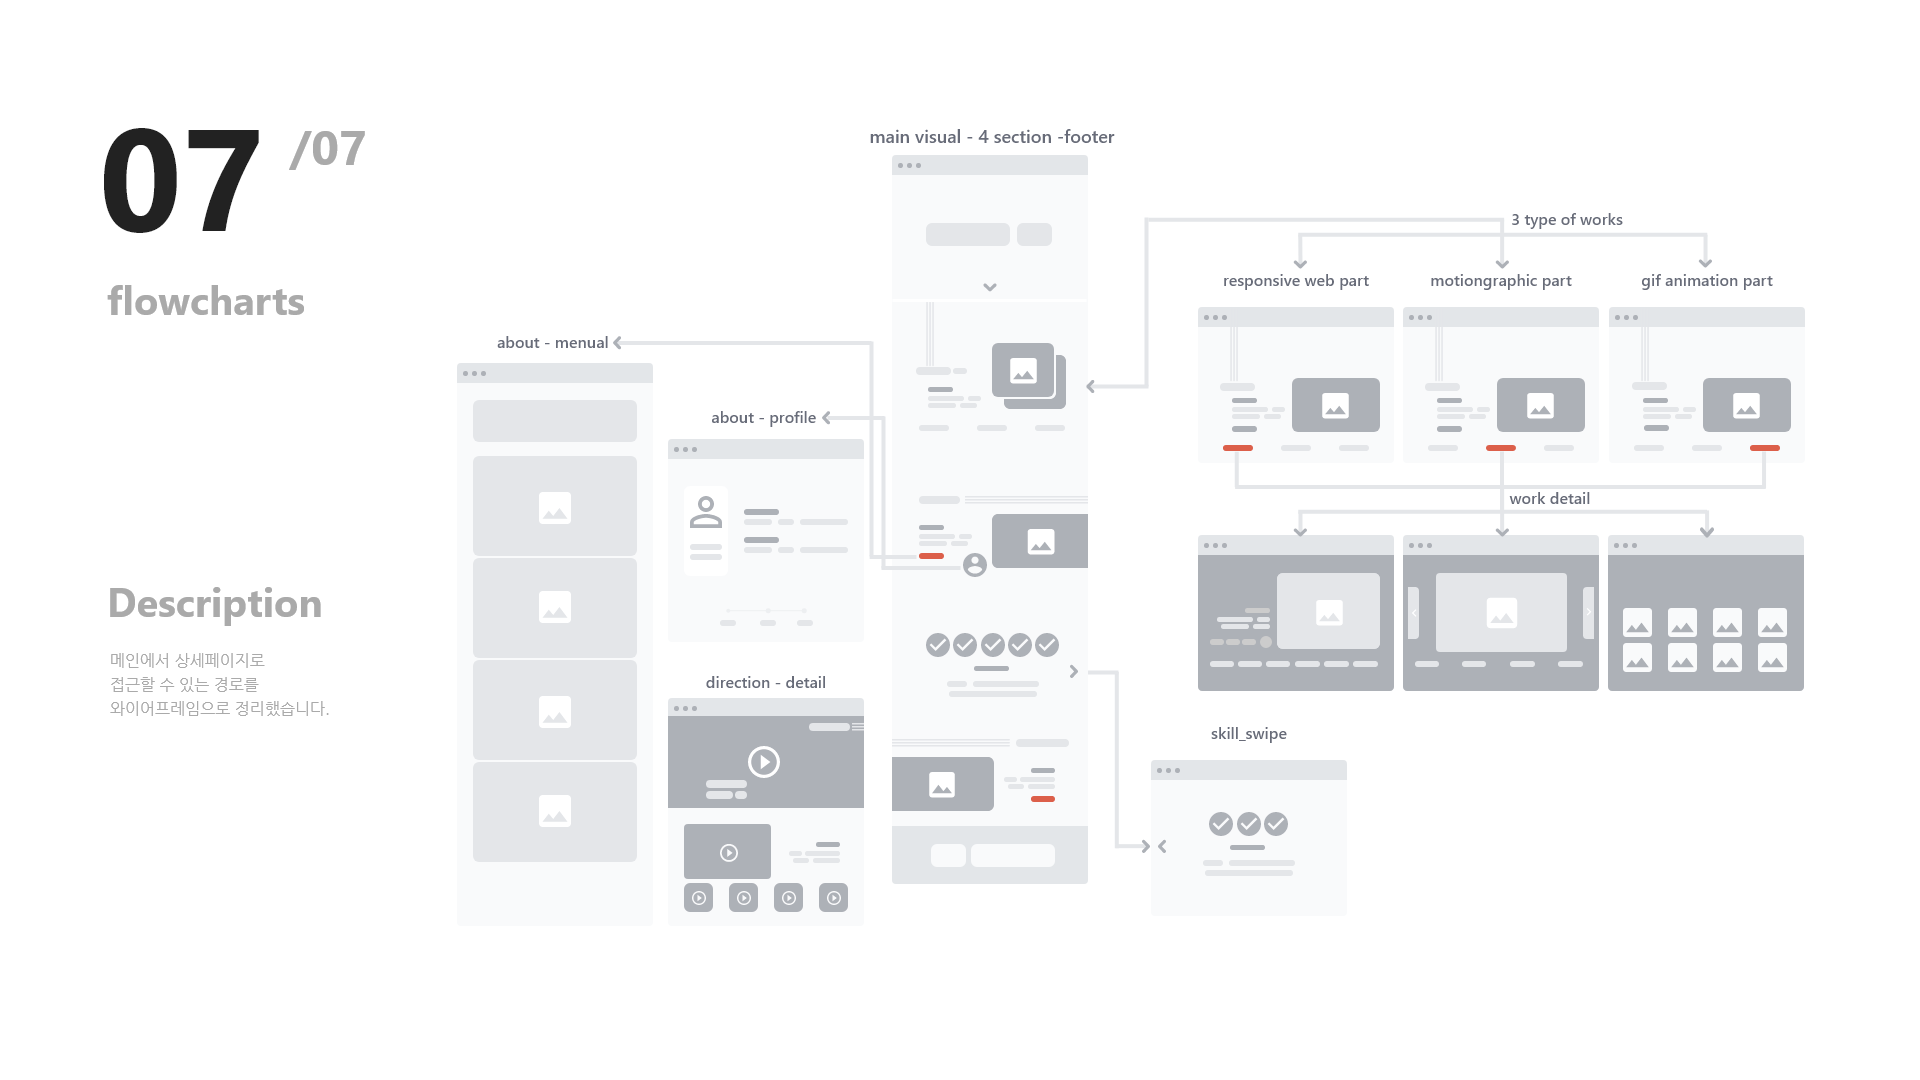 07 /07
flowcharts
Description
메인에서 상세페이지로
접근할 수 있는 경로를
와이어프레임으로 정리했습니다.
main visual - 4 section -footer
about - menual
about - profile
direction - detail
3 type of works
responsive web part
motiongraphic part
gif animation part
work detail
skill_swipe